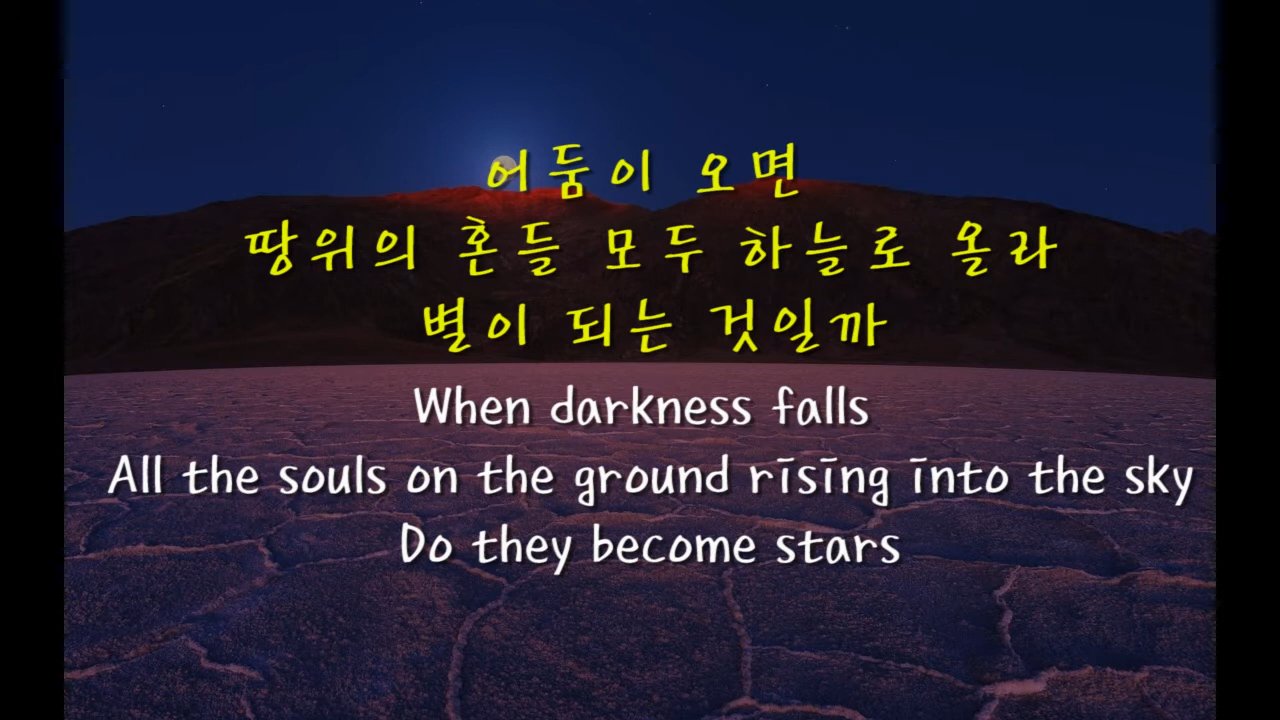 어둠이 오면
땅위의 혼들 모두 하늘로 올라
별이 되는 것일까
When darkness falls
All the souls on the ground rising into the sky
Do they become stars